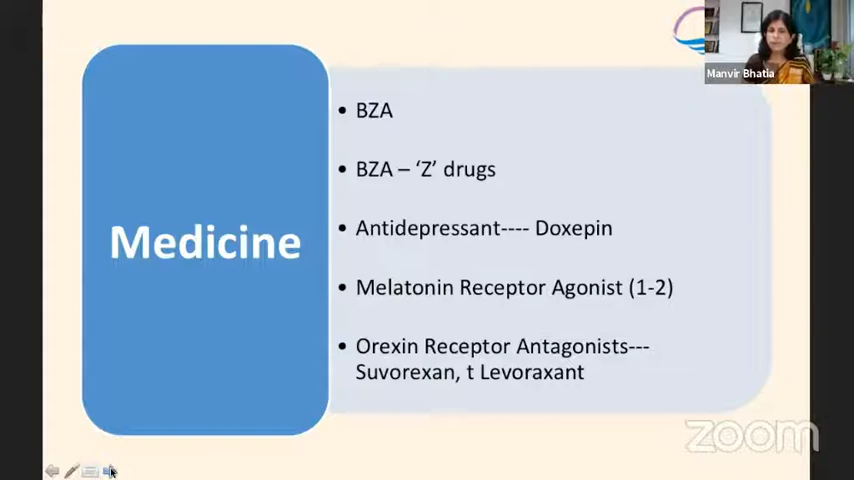 Manvir Bhatia
Medicine
• BZA
• BZA – ‘Z’ drugs
• Antidepressant---- Doxepin
• Melatonin Receptor Agonist (1-2)
• Orexin Receptor Antagonists---
Suvorexan, t Levoraxant
zoom